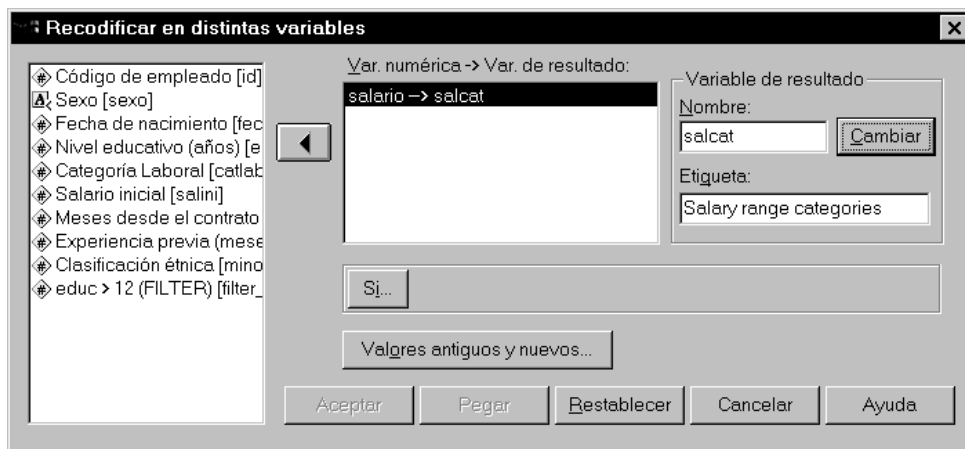 Recodificar en distintas variables
Código de empleado [id]
Sexo [sexo]
Fecha de nacimiento [fec
Nivel educativo (años) [e
Categoría Laboral [catlab
Salario inicial [salini]
Meses desde el contrato
Experiencia previa (mese
Clasificación étnica [mino
educ > 12 (FILTER) [filter_
Var. numérica -> Var. de resultado:
salario --> salcat
Variable de resultado
Nombre:
salcat
Cambiar
Etiqueta:
Salary range categories
Si...
Valores antiguos y nuevos...
Aceptar
Pegar
Restablecer
Cancelar
Ayuda